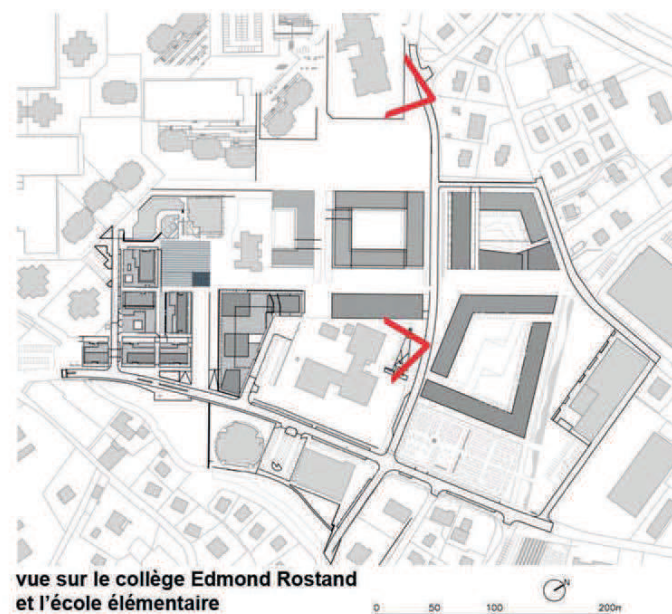 vue sur le collège Edmond Rostand
et l'école élémentaire
N
0 50 100 200m